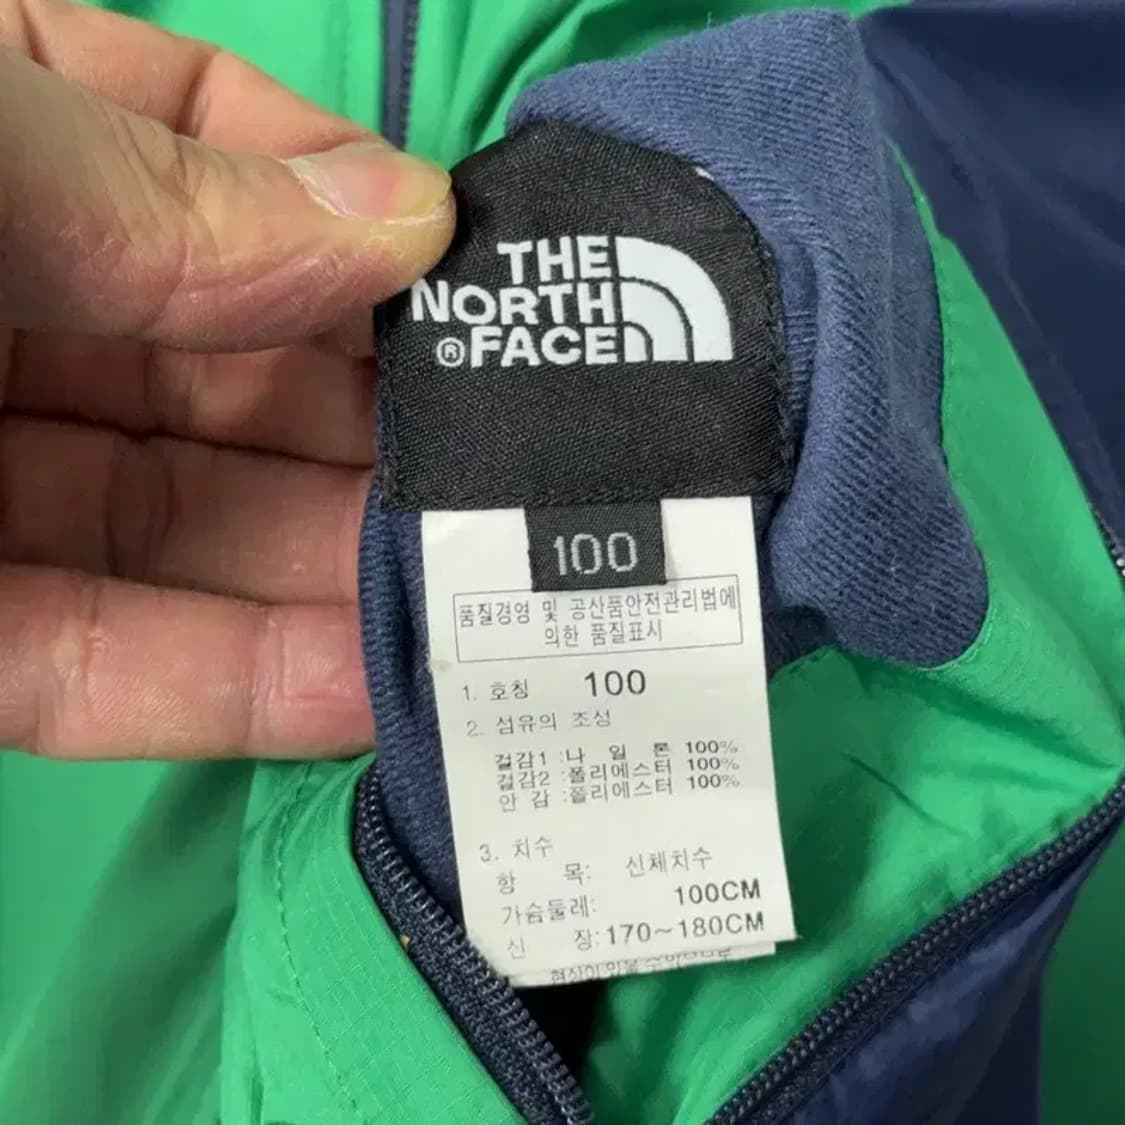 THE
NORTH
®FACE
100
품질경영 및 공산품안전관리법에
의한 품질표시
1. 호칭 100
2. 섬유의 조성
겉감1 :나 일 론 100%
겉감2 :폴리에스터 100%
안 감 :폴리에스터 100%
3. 치수
항 목: 신체치수
가슴둘레: 100CM
신 장:170~180CM